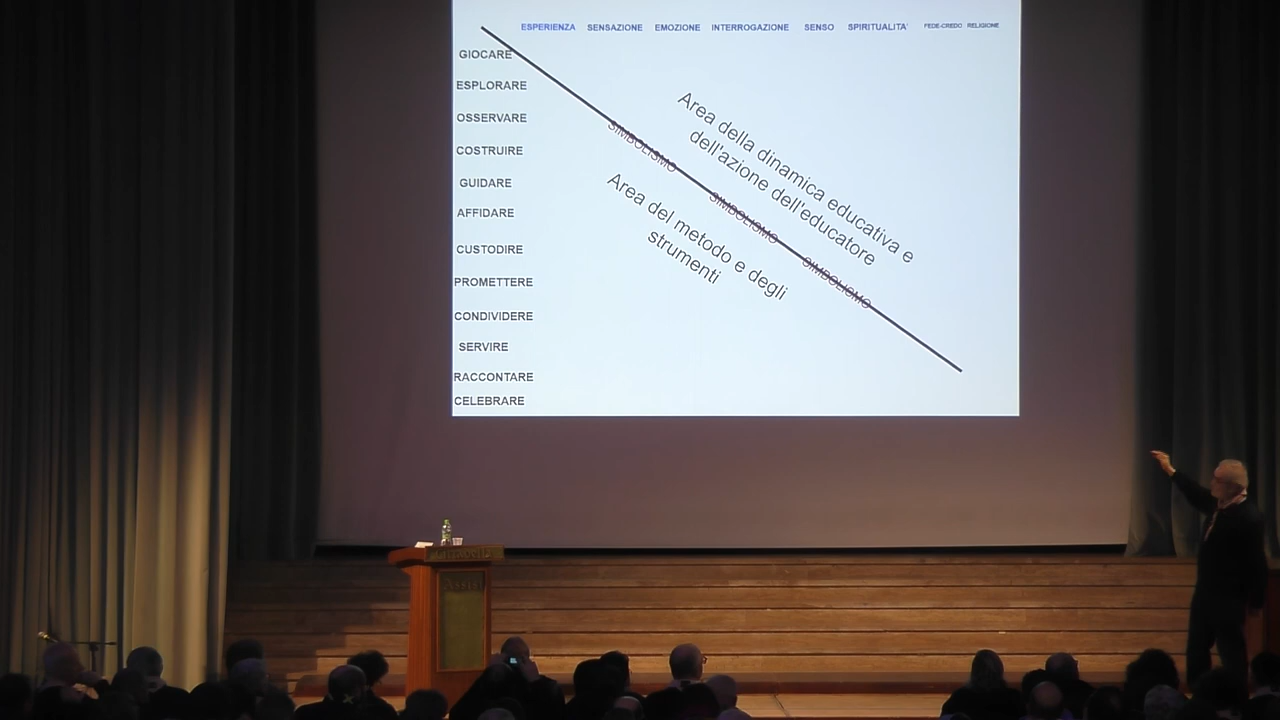 ESPERIENZA SENSAZIONE EMOZIONE INTERROGAZIONE SENSO SPIRITUALITA' FEDE-CREDO RELIGIONE
GIOCARE
ESPLORARE
OSSERVARE
COSTRUIRE
GUIDARE
AFFIDARE
CUSTODIRE
PROMETTERE
CONDIVIDERE
SERVIRE
RACCONTARE
CELEBRARE
Area della dinamica educativa e
dell'azione dell'educatore
SIMBOLISMO
SIMBOLISMO
SIMBOLISMO
Area del metodo e degli
strumenti
Assisi